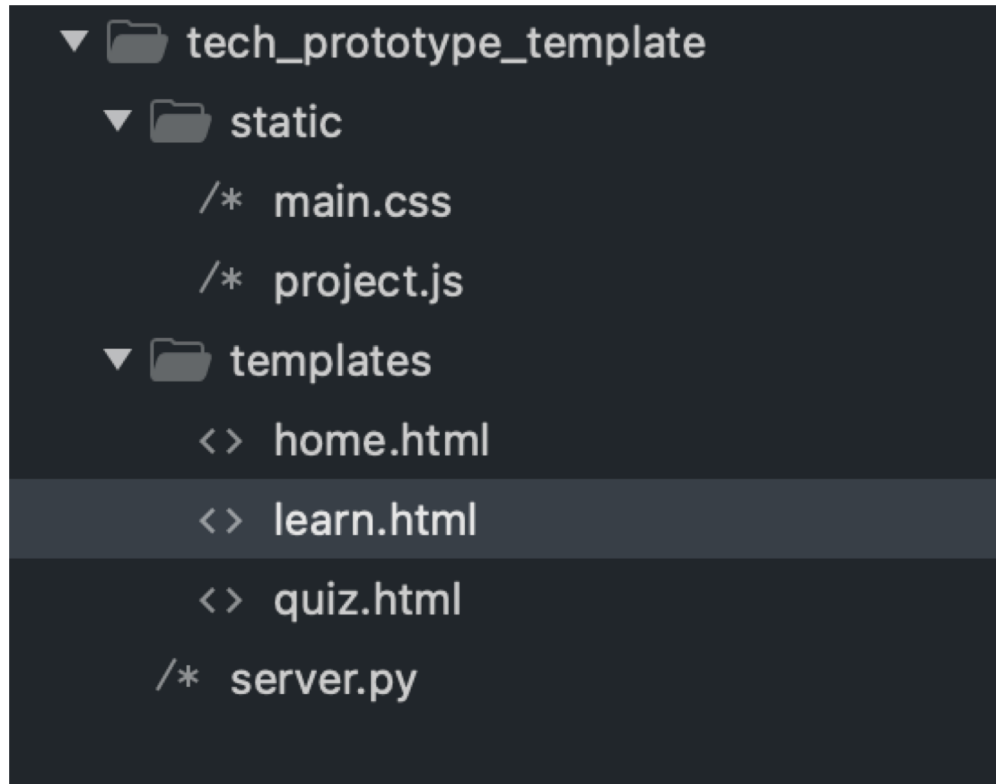 tech_prototype_template
static
/* main.css
/* project.js
templates
<> home.html
<> learn.html
<> quiz.html
/* server.py